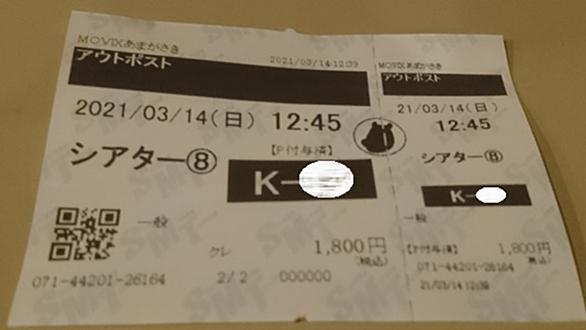 MOVIXあまがさき
2021/03/14 12:39
アウトポスト
2021/03/14(日) 12:45
【P付与済】
シアター⑧
K-
一般
クレ
1,800円
(税込)
071-44201-26164
2/2
000000
MOVIXあまがさき
アウトポスト
21/03/14(日)
12:45
シアター⑧
K-
一般
【P付与済】
1,800円
(税込)
071-44201-26164
21/03/14 12:39